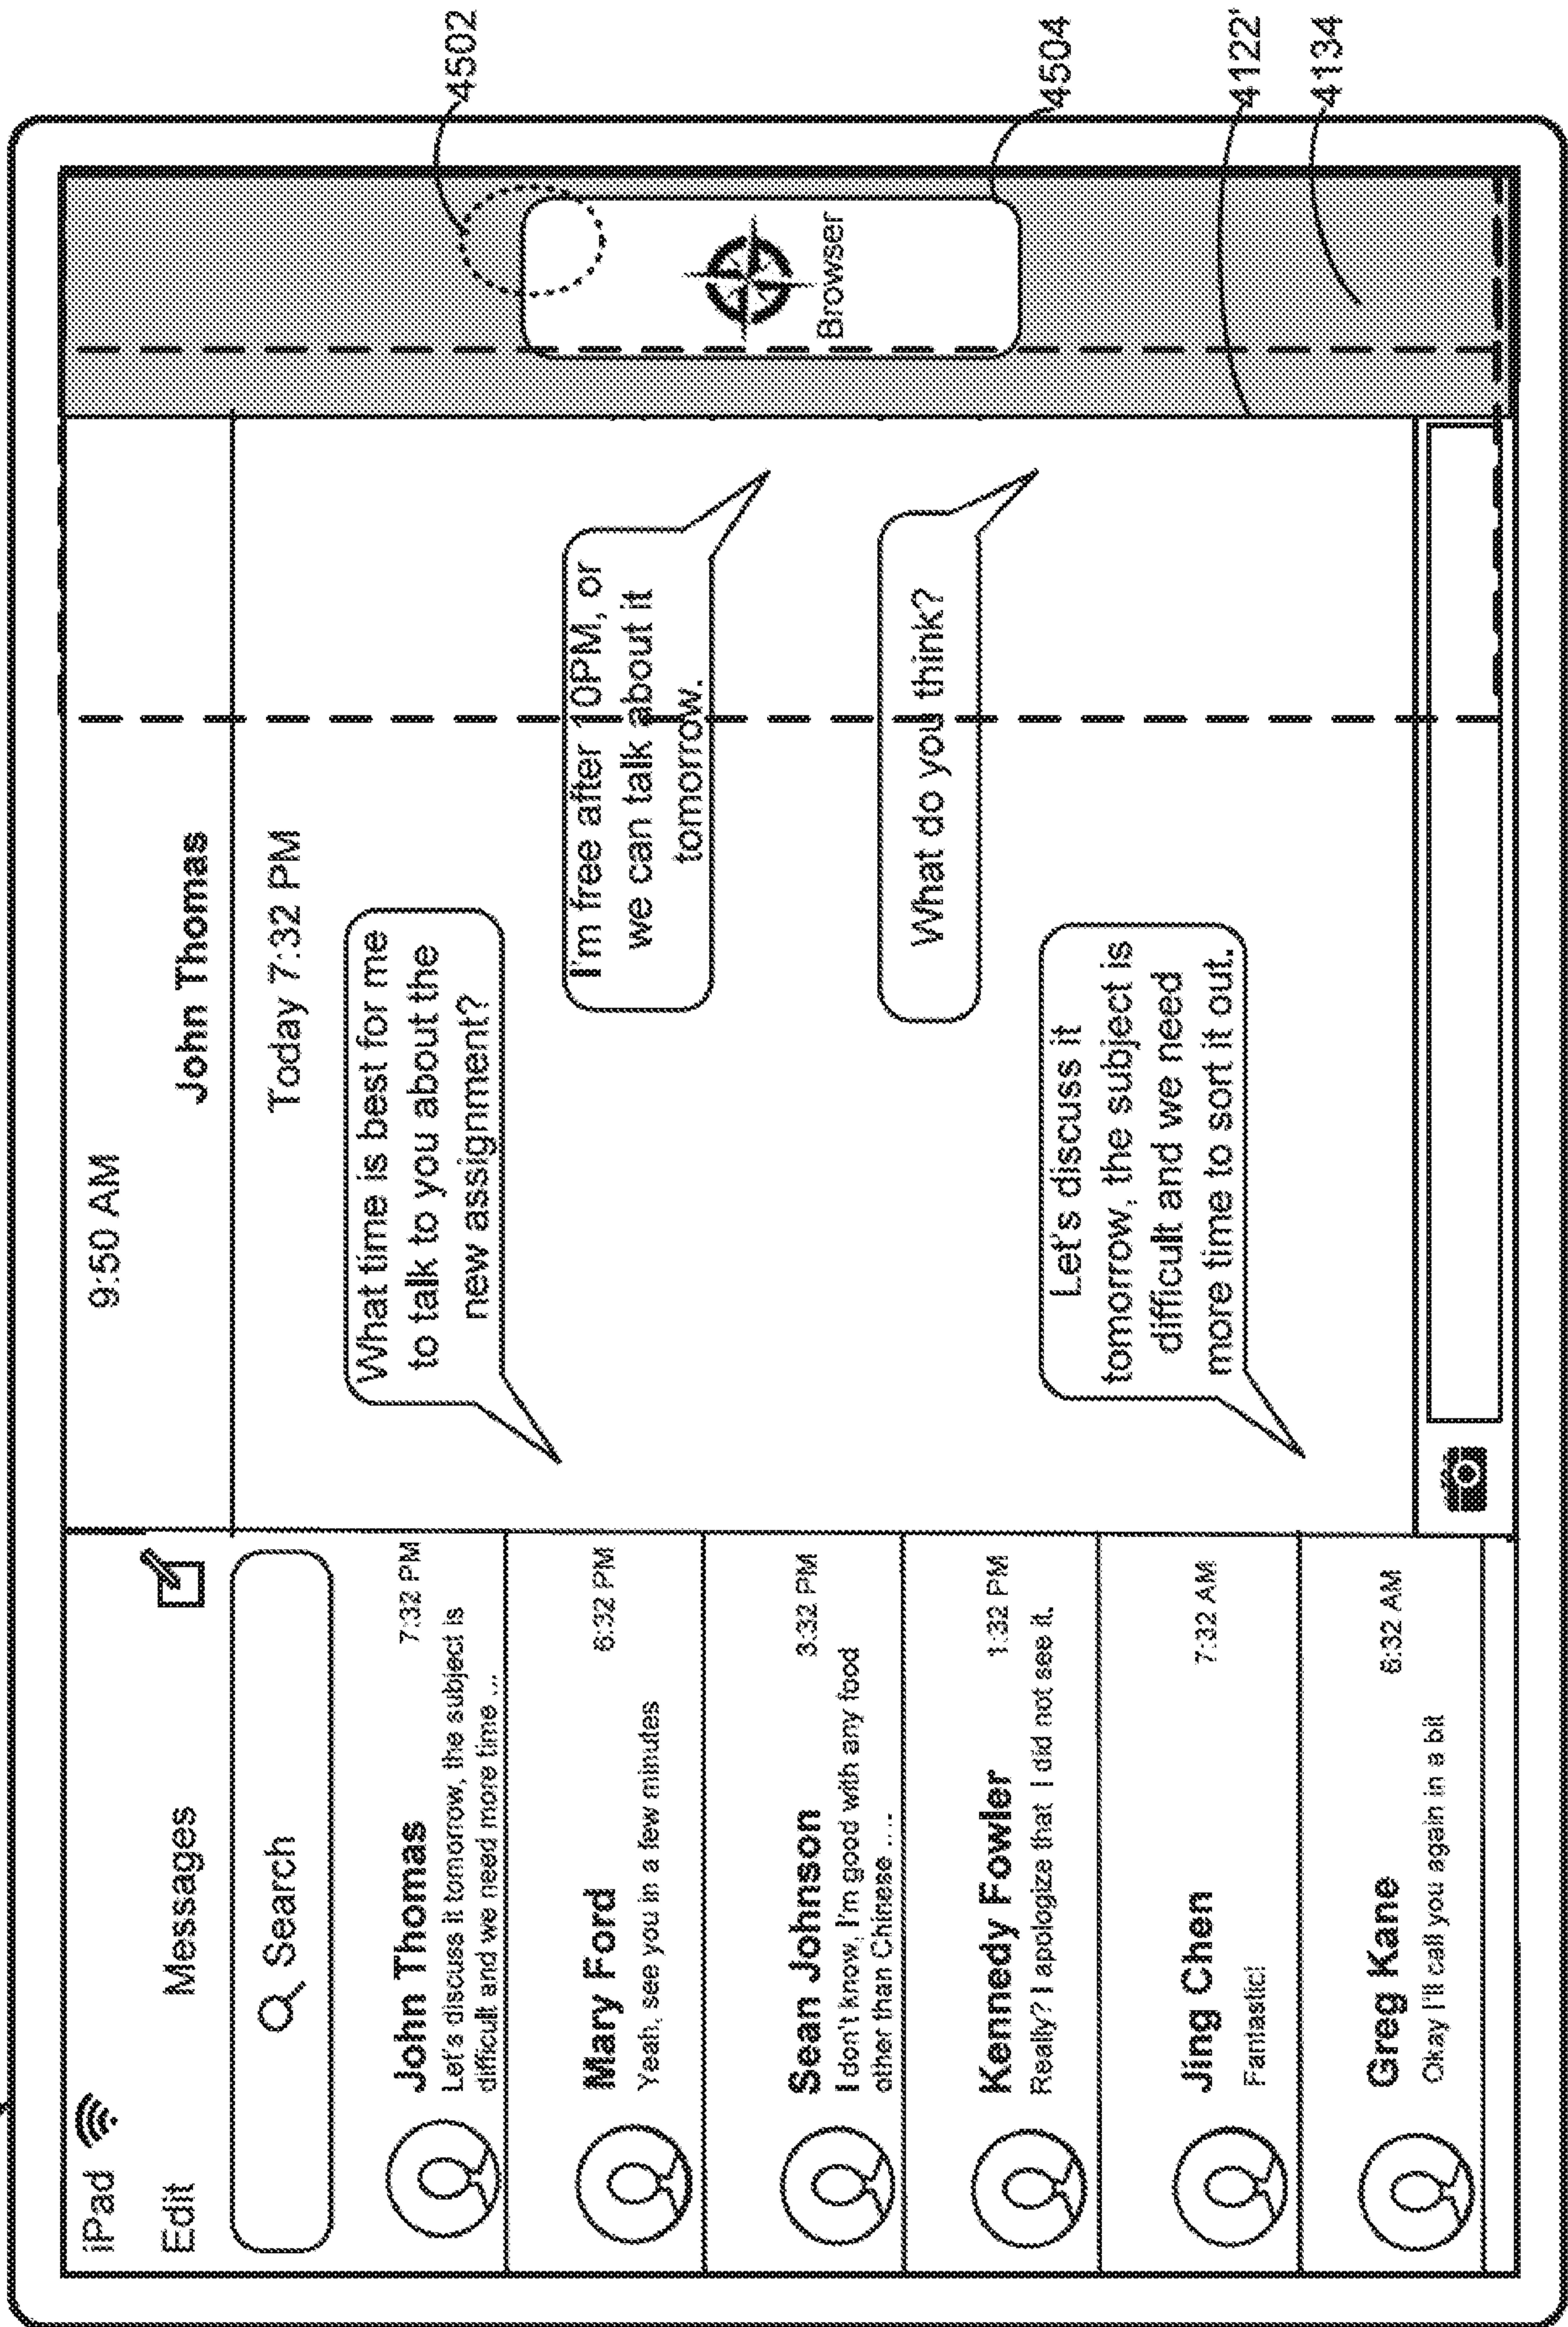 iPad
9:50 AM
Edit
Messages
John Thomas
Search
Today 7:32 PM
John Thomas
7:32 PM
Let's discuss it tomorrow, the subject is
difficult and we need more time ...
Mary Ford
6:32 PM
Yeah, see you in a few minutes
Sean Johnson
3:32 PM
I don't know, I'm good with any food
other than Chinese ....
Kennedy Fowler
1:32 PM
Really? I apologize that I did not see it.
Jing Chen
7:32 AM
Fantastic!
Greg Kane
6:32 AM
Okay I'll call you again in a bit
What time is best for me
to talk to you about the
new assignment?
I'm free after 10PM, or
we can talk about it
tomorrow.
What do you think?
Let's discuss it
tomorrow, the subject is
difficult and we need
more time to sort it out.
Browser
4502
4504
4122'
4134